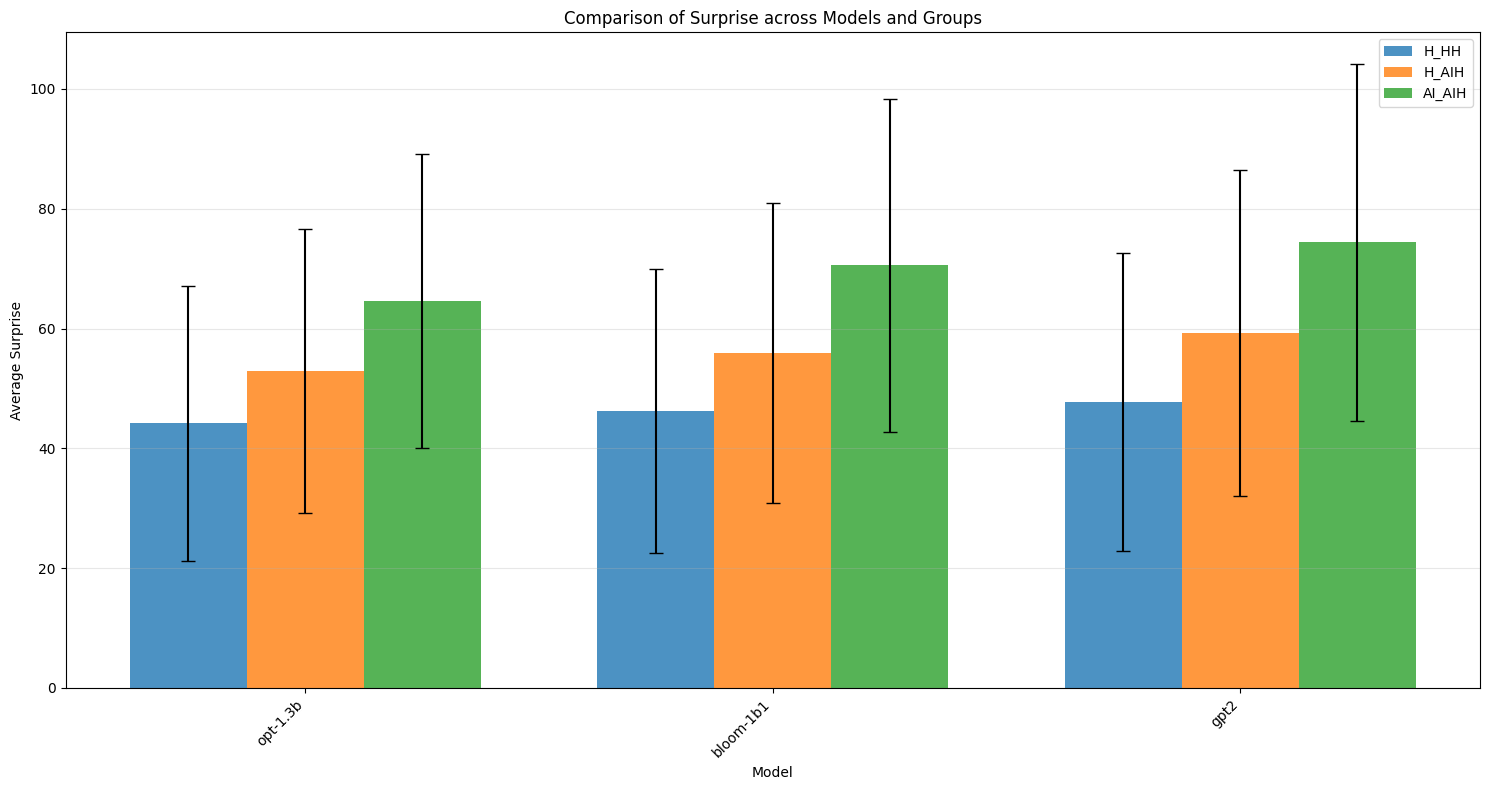 Comparison of Surprise across Models and Groups
H_HH
H_AIH
AI_AIH
Average Surprise
100
80
60
40
20
0
opt-1.3b
bloom-1b1
gpt2
Model